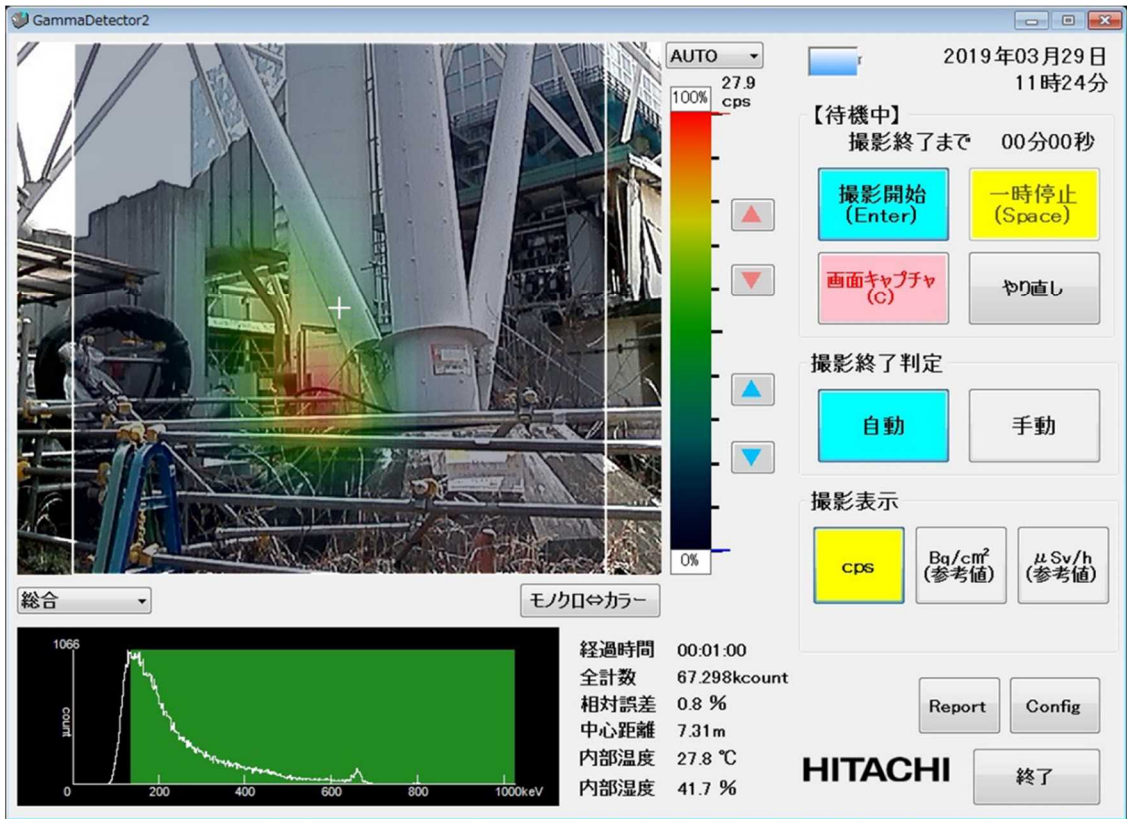 GammaDetector2
AUTO
27.9
cps
100%
0%
2019年03月29日
11時24分
【待機中】
撮影終了まで 00分00秒
撮影開始
(Enter)
一時停止
(Space)
画面キャプチャ
(C)
やり直し
撮影終了判定
自動
手動
撮影表示
cps
Bq/c㎡
(参考値)
μSv/h
(参考値)
総合
モノクロ⇔カラー
1066
count
0 200 400 600 800 1000keV
経過時間 00:01:00
全計数 67.298kcount
相対誤差 0.8 %
中心距離 7.31m
内部温度 27.8 ℃
内部湿度 41.7 %
Report
Config
HITACHI
終了